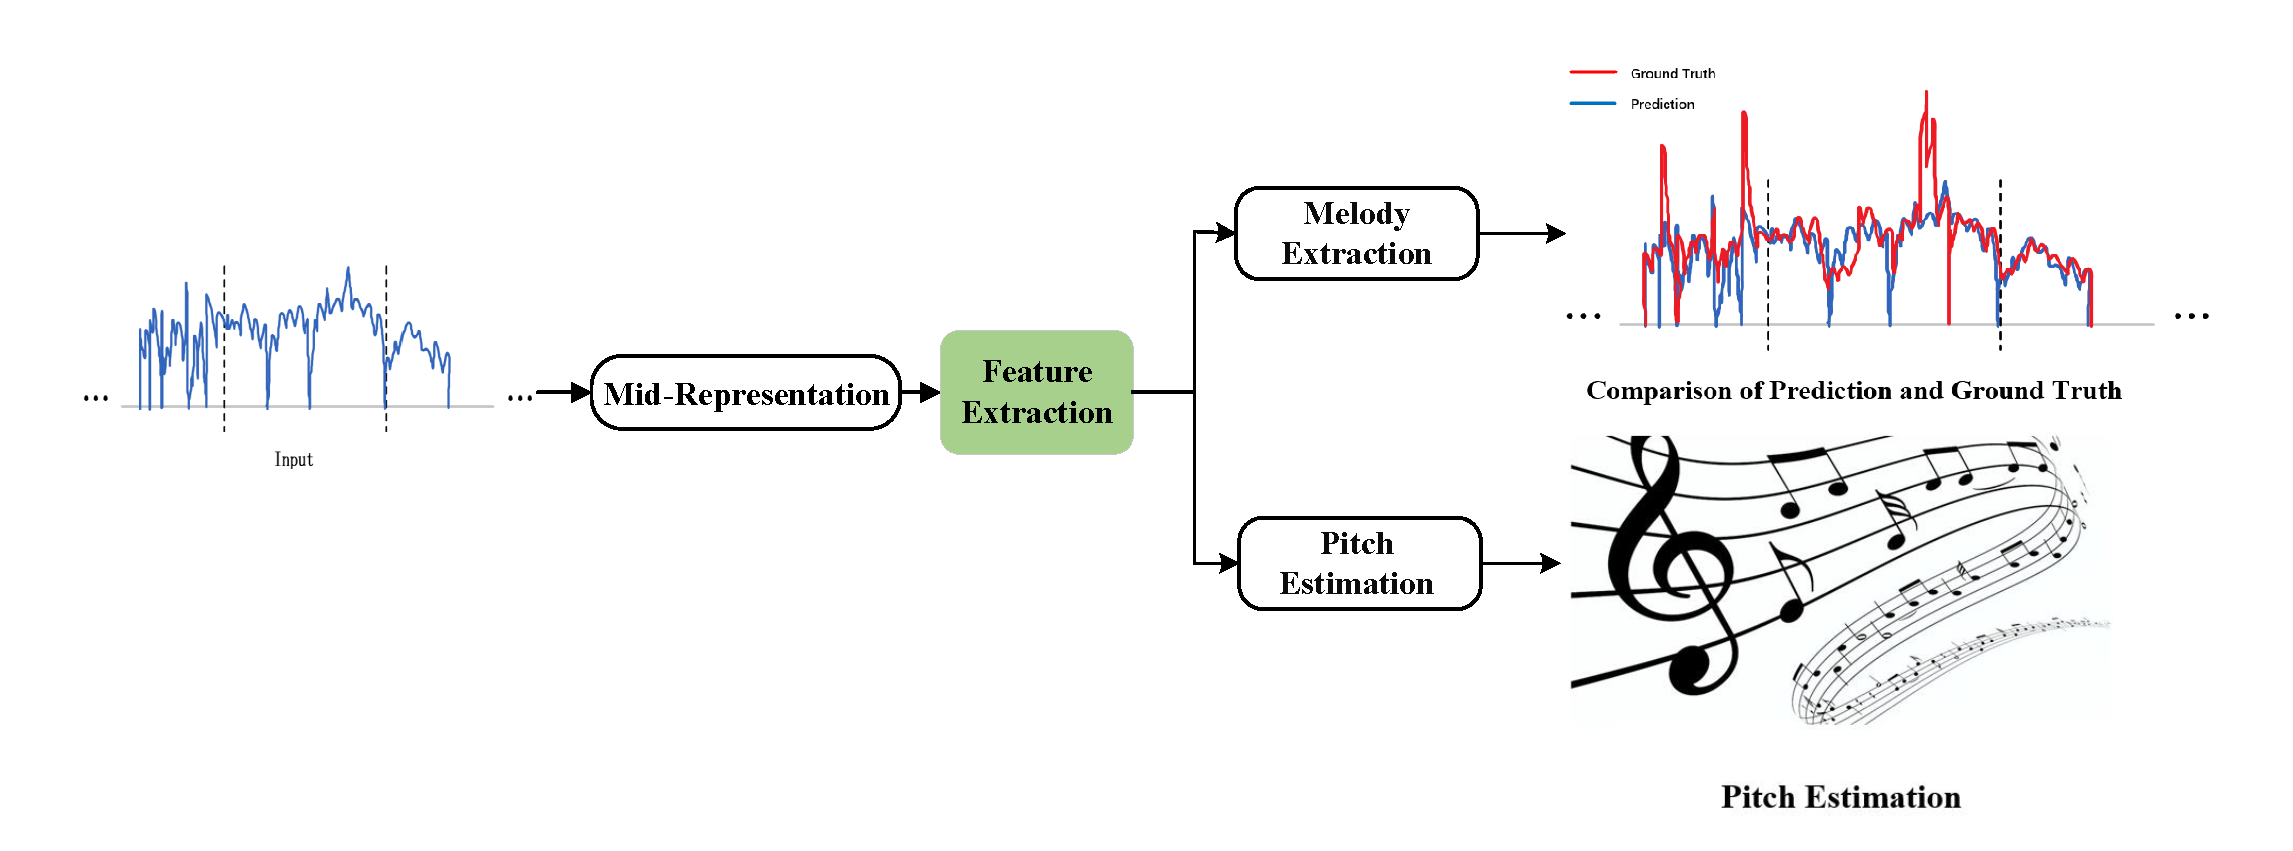 ...
Input
...
Mid-Representation
Feature
Extraction
Melody
Extraction
Pitch
Estimation
Ground Truth
Prediction
...
...
Comparison of Prediction and Ground Truth
Pitch Estimation